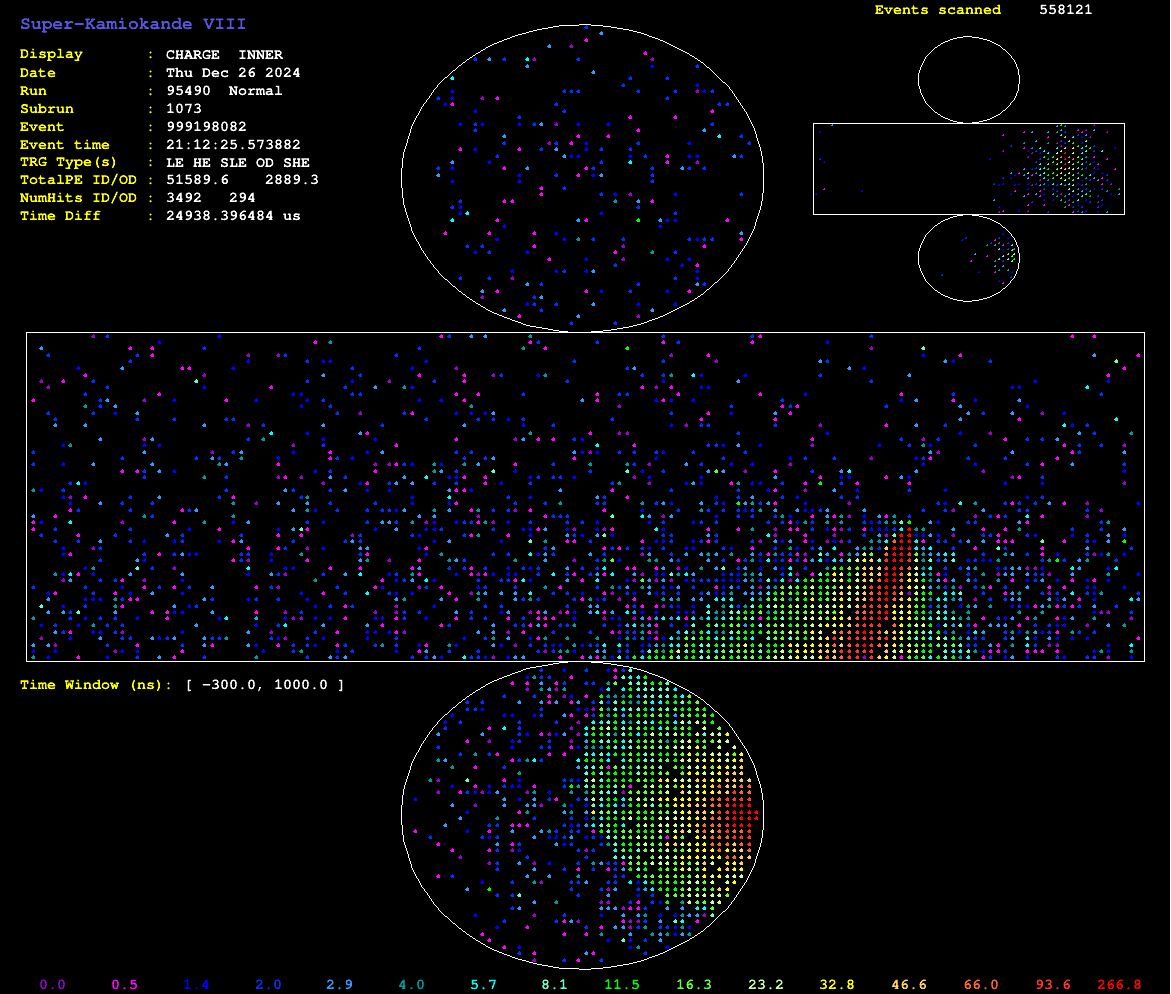 Super-Kamiokande VIII
Events scanned 558121
Display : CHARGE INNER
Date : Thu Dec 26 2024
Run : 95490 Normal
Subrun : 1073
Event : 999198082
Event time : 21:12:25.573882
TRG Type(s) : LE HE SLE OD SHE
TotalPE ID/OD : 51589.6 2889.3
NumHits ID/OD : 3492 294
Time Diff : 24938.396484 us
Time Window (ns): [ -300.0, 1000.0 ]
0.0 0.5 1.4 2.0 2.9 4.0 5.7 8.1 11.5 16.3 23.2 32.8 46.6 66.0 93.6 266.8